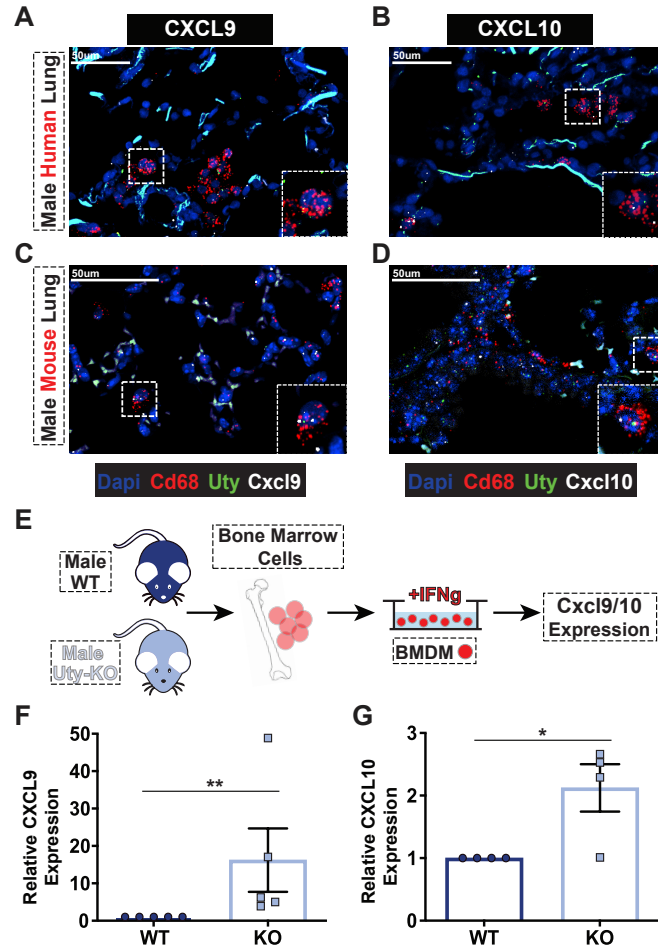 A
CXCL9
B
CXCL10
Male Human Lung
50um
50um
C
D
Male Mouse Lung
50um
50um
Dapi Cd68 Uty Cxcl9
Dapi Cd68 Uty Cxcl10
E
Male
WT
Bone Marrow
Cells
+IFNg
Cxcl9/10
Expression
Male
Uty-KO
BMDM
F
G
Relative CXCL9
Expression
50
40
30
20
10
0
**
WT
KO
Relative CXCL10
Expression
3
2
1
0
*
WT
KO